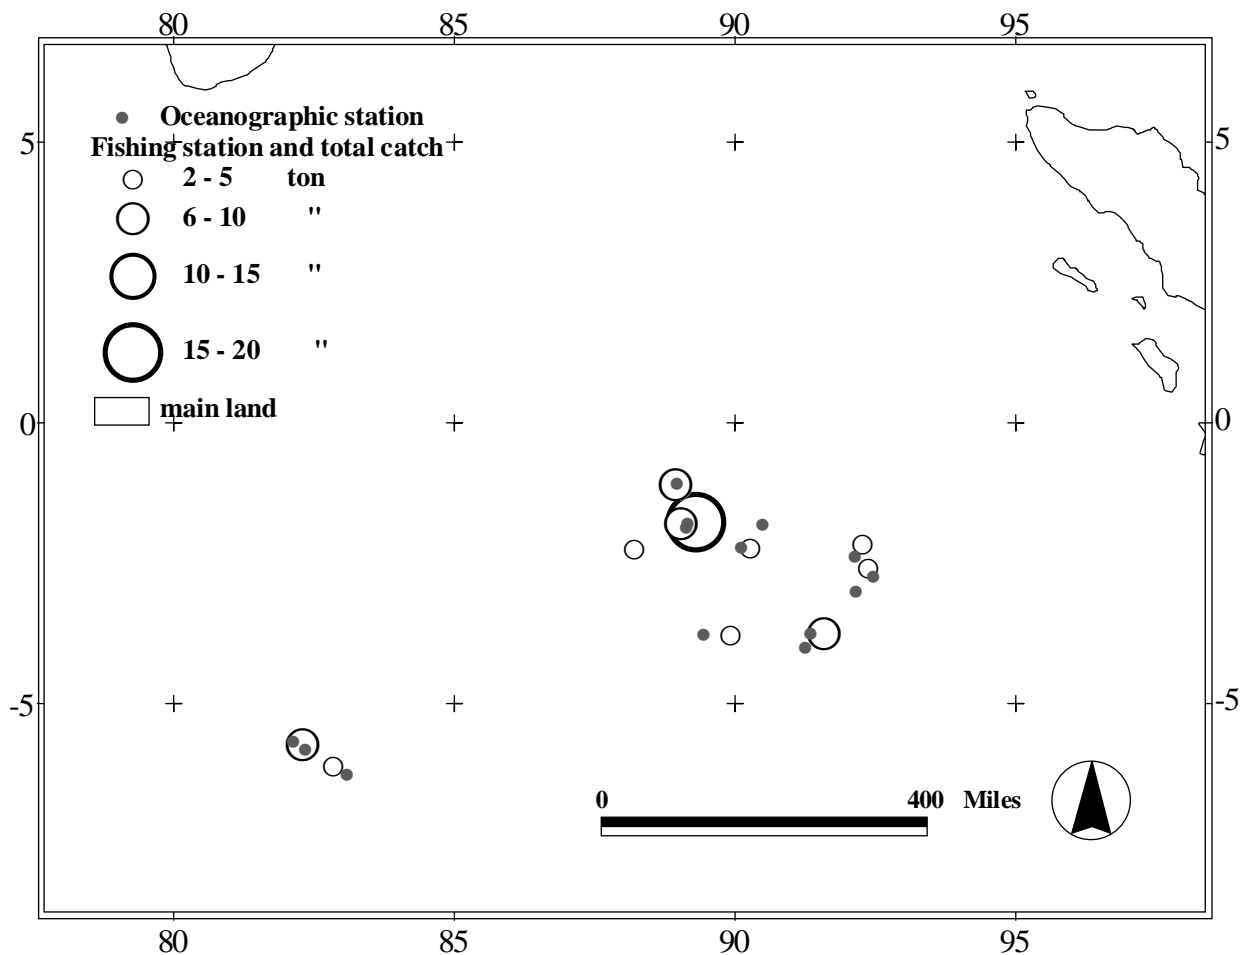 80 85 90 95
Oceanographic station
5 5
Fishing station and total catch
2 - 5 ton
6 - 10 "
10 - 15 "
15 - 20 "
main land
0 0
-5 -5
0 400 Miles
80 85 90 95